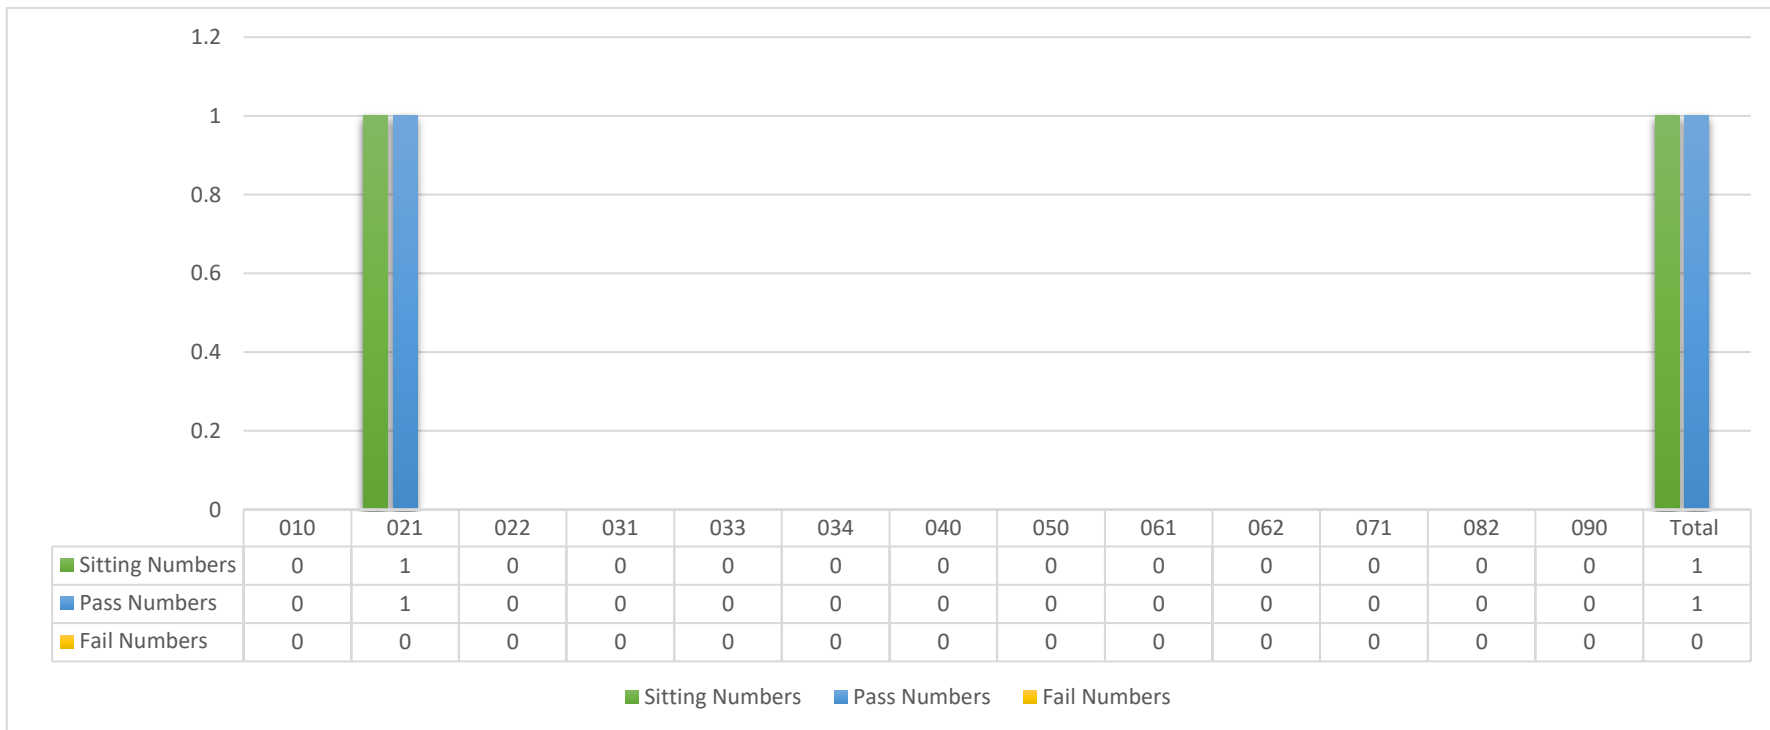 1.2
1
0.8
0.6
0.4
0.2
0
010 021 022 031 033 034 040 050 061 062 071 082 090 Total
Sitting Numbers 0 1 0 0 0 0 0 0 0 0 0 0 0 1
Pass Numbers 0 1 0 0 0 0 0 0 0 0 0 0 0 1
Fail Numbers 0 0 0 0 0 0 0 0 0 0 0 0 0 0
Sitting Numbers Pass Numbers Fail Numbers